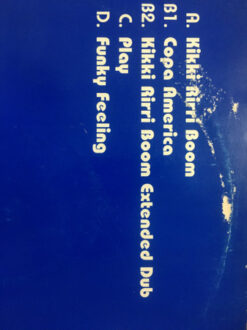 A. Kikki Rirri Boom
B1. Copa America
B2. Kikki Rirri Boom Extended Dub
C. Play
D. Funky Feeling